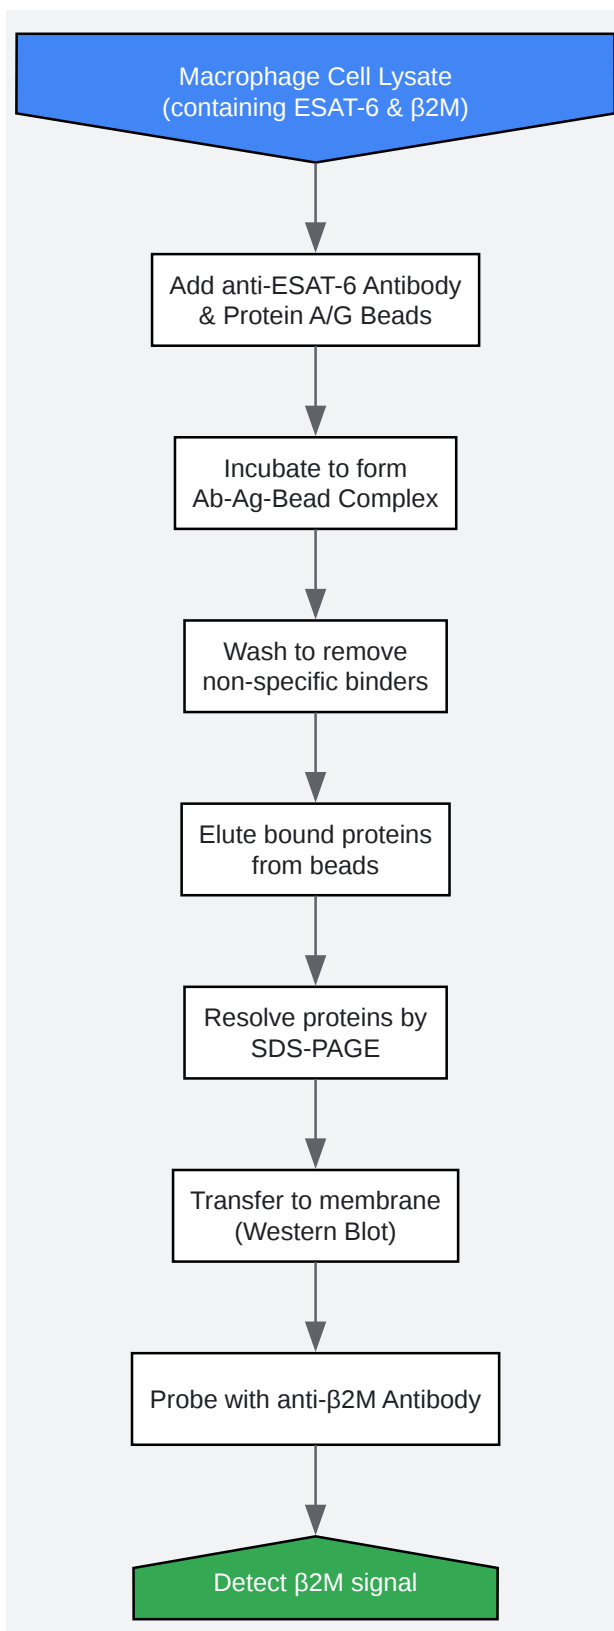 Macrophage Cell Lysate
(containing ESAT-6 & β2M)
Add anti-ESAT-6 Antibody
& Protein A/G Beads
Incubate to form
Ab-Ag-Bead Complex
Wash to remove
non-specific binders
Elute bound proteins
from beads
Resolve proteins by
SDS-PAGE
Transfer to membrane
(Western Blot)
Probe with anti-β2M Antibody
Detect β2M signal